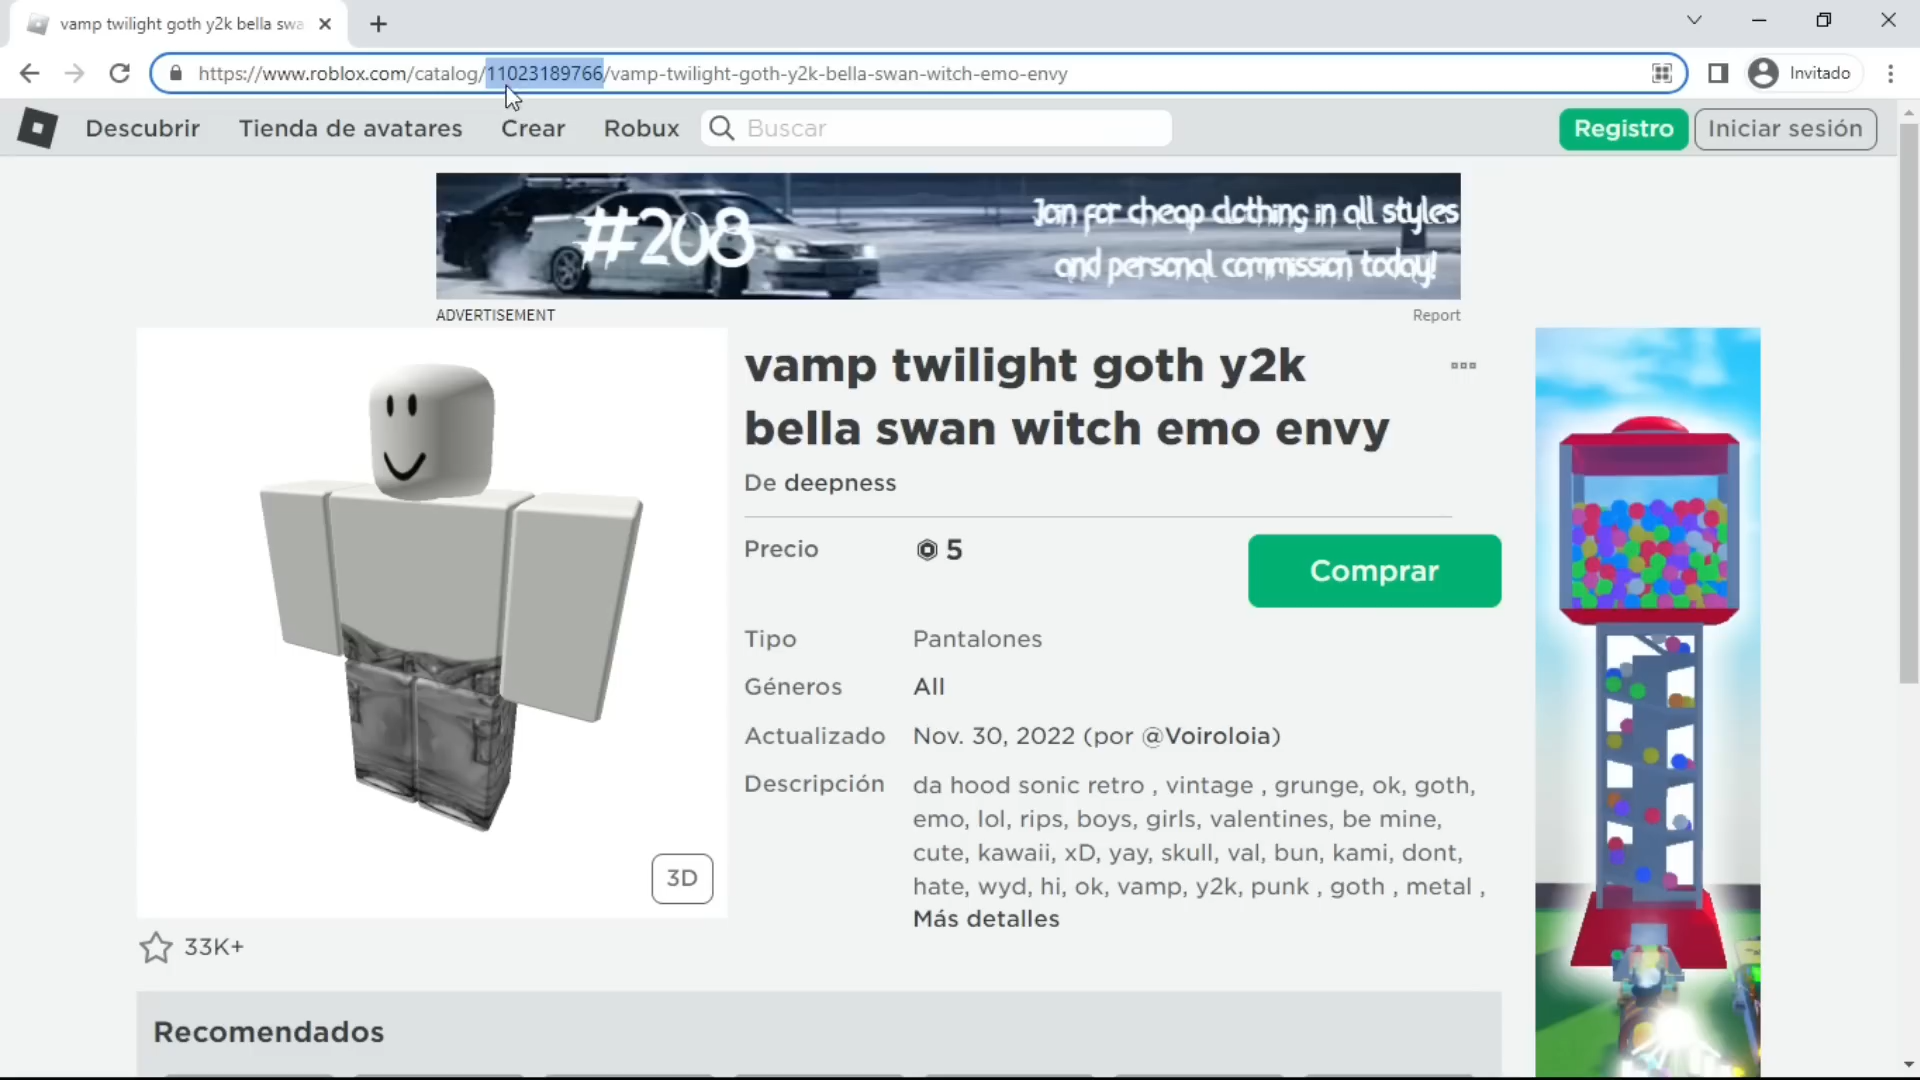 vamp twilight goth y2k bella swa
https://www.roblox.com/catalog/11023189766/vamp-twilight-goth-y2k-bella-swan-witch-emo-envy
Invitado
Descubrir Tienda de avatares Crear Robux Buscar Registro Iniciar sesión
#208
Join for cheap clothing in all styles
and personal commission today!
ADVERTISEMENT Report
vamp twilight goth y2k
bella swan witch emo envy
De deepness
Precio 5
Comprar
Tipo Pantalones
Géneros All
Actualizado Nov. 30, 2022 (por @Voiroloia)
Descripción da hood sonic retro , vintage , grunge, ok, goth,
emo, lol, rips, boys, girls, valentines, be mine,
cute, kawaii, xD, yay, skull, val, bun, kami, dont,
hate, wyd, hi, ok, vamp, y2k, punk , goth , metal ,
Más detalles
3D
33K+
Recomendados